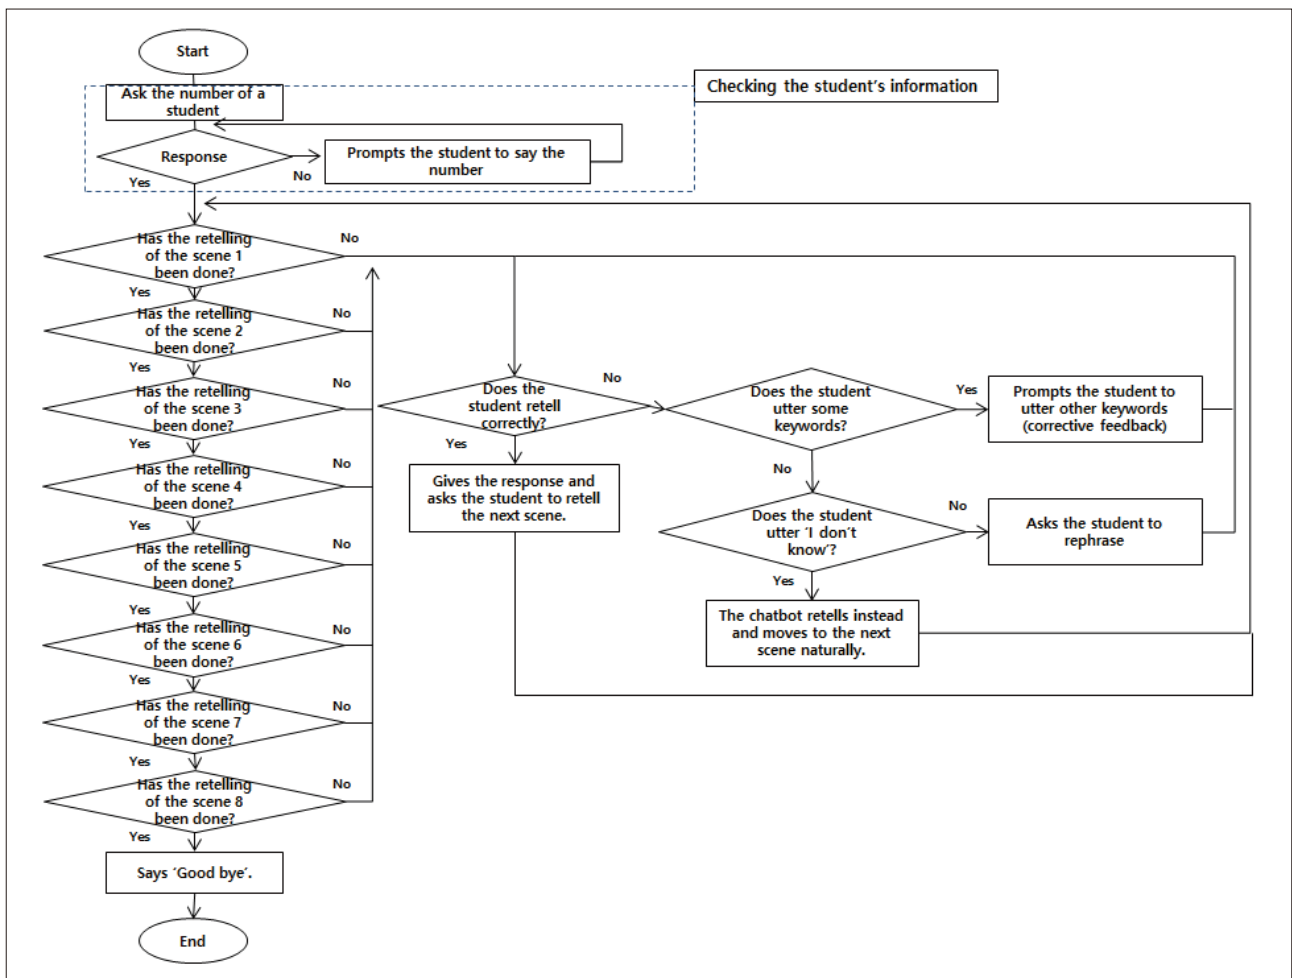 Start
Ask the number of a
student
Checking the student's information
Response
Prompts the student to say the
number
Yes
No
Has the retelling
of the scene 1
been done?
No
Yes
Has the retelling
of the scene 2
been done?
No
Yes
Has the retelling
of the scene 3
been done?
No
Yes
Has the retelling
of the scene 4
been done?
No
Yes
Has the retelling
of the scene 5
been done?
No
Yes
Has the retelling
of the scene 6
been done?
No
Yes
Has the retelling
of the scene 7
been done?
No
Yes
Has the retelling
of the scene 8
been done?
No
Yes
Says ‘Good bye’.
End
Does the
student retell
correctly?
No
Yes
Gives the response and
asks the student to retell
the next scene.
Does the student
utter some
keywords?
Yes
No
Prompts the student to
utter other keywords
(corrective feedback)
Does the student
utter ‘I don’t
know’?
No
Yes
Asks the student to
rephrase
The chatbot retells instead
and moves to the next
scene naturally.